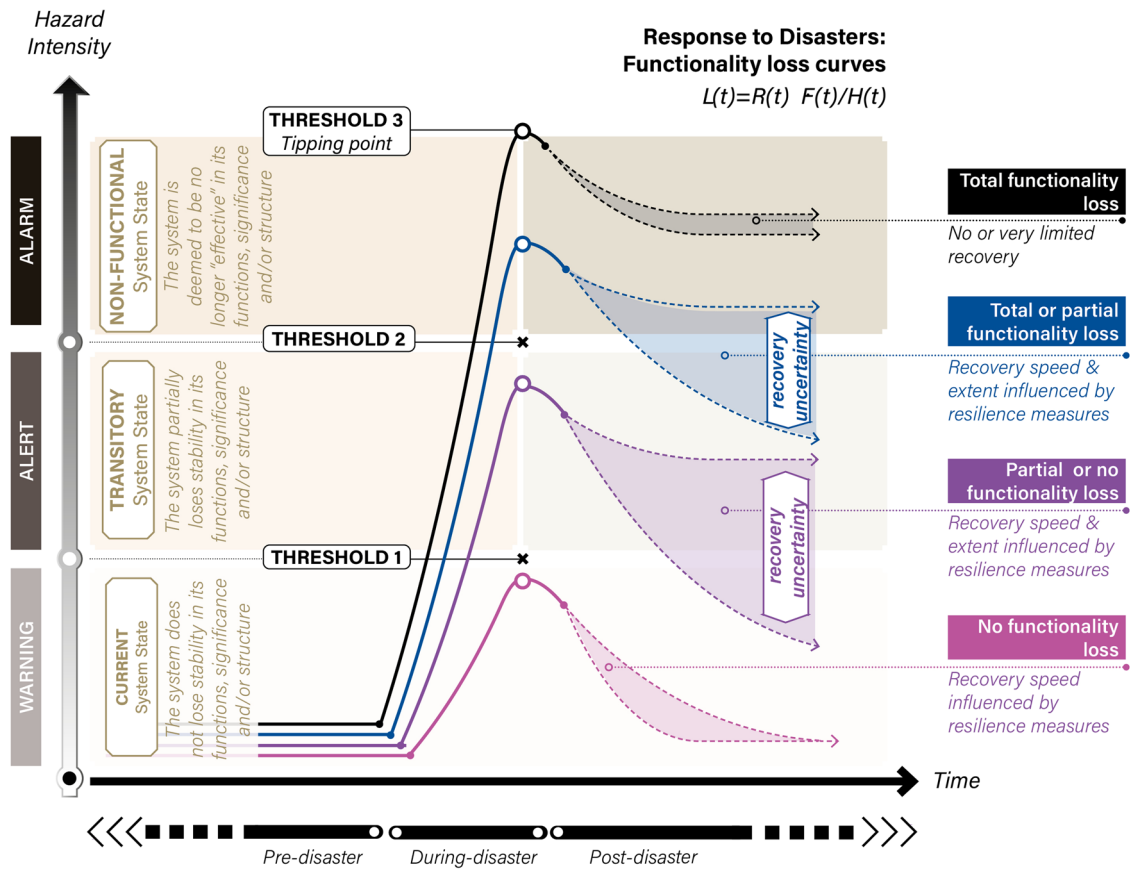 Hazard
Intensity
Response to Disasters:
Functionality loss curves
L(t)=R(t) F(t)/H(t)
THRESHOLD 3
Tipping point
ALARM
NON-FUNCTIONAL
System State
The system is
deemed to be no
longer "effective" in its
functions, significance
and/or structure
Total functionality
loss
No or very limited
recovery
THRESHOLD 2
Total or partial
functionality loss
Recovery speed &
extent influenced by
resilience measures
recovery
uncertainty
ALERT
TRANSITORY
System State
The system partially
loses stability in its
functions, significance
and/or structure
Partial or no
functionality loss
Recovery speed &
extent influenced by
resilience measures
recovery
uncertainty
THRESHOLD 1
WARNING
CURRENT
System State
The system does
not lose stability in its
functions, significance
and/or structure
No functionality
loss
Recovery speed
influenced by
resilience measures
Time
Pre-disaster
During-disaster
Post-disaster